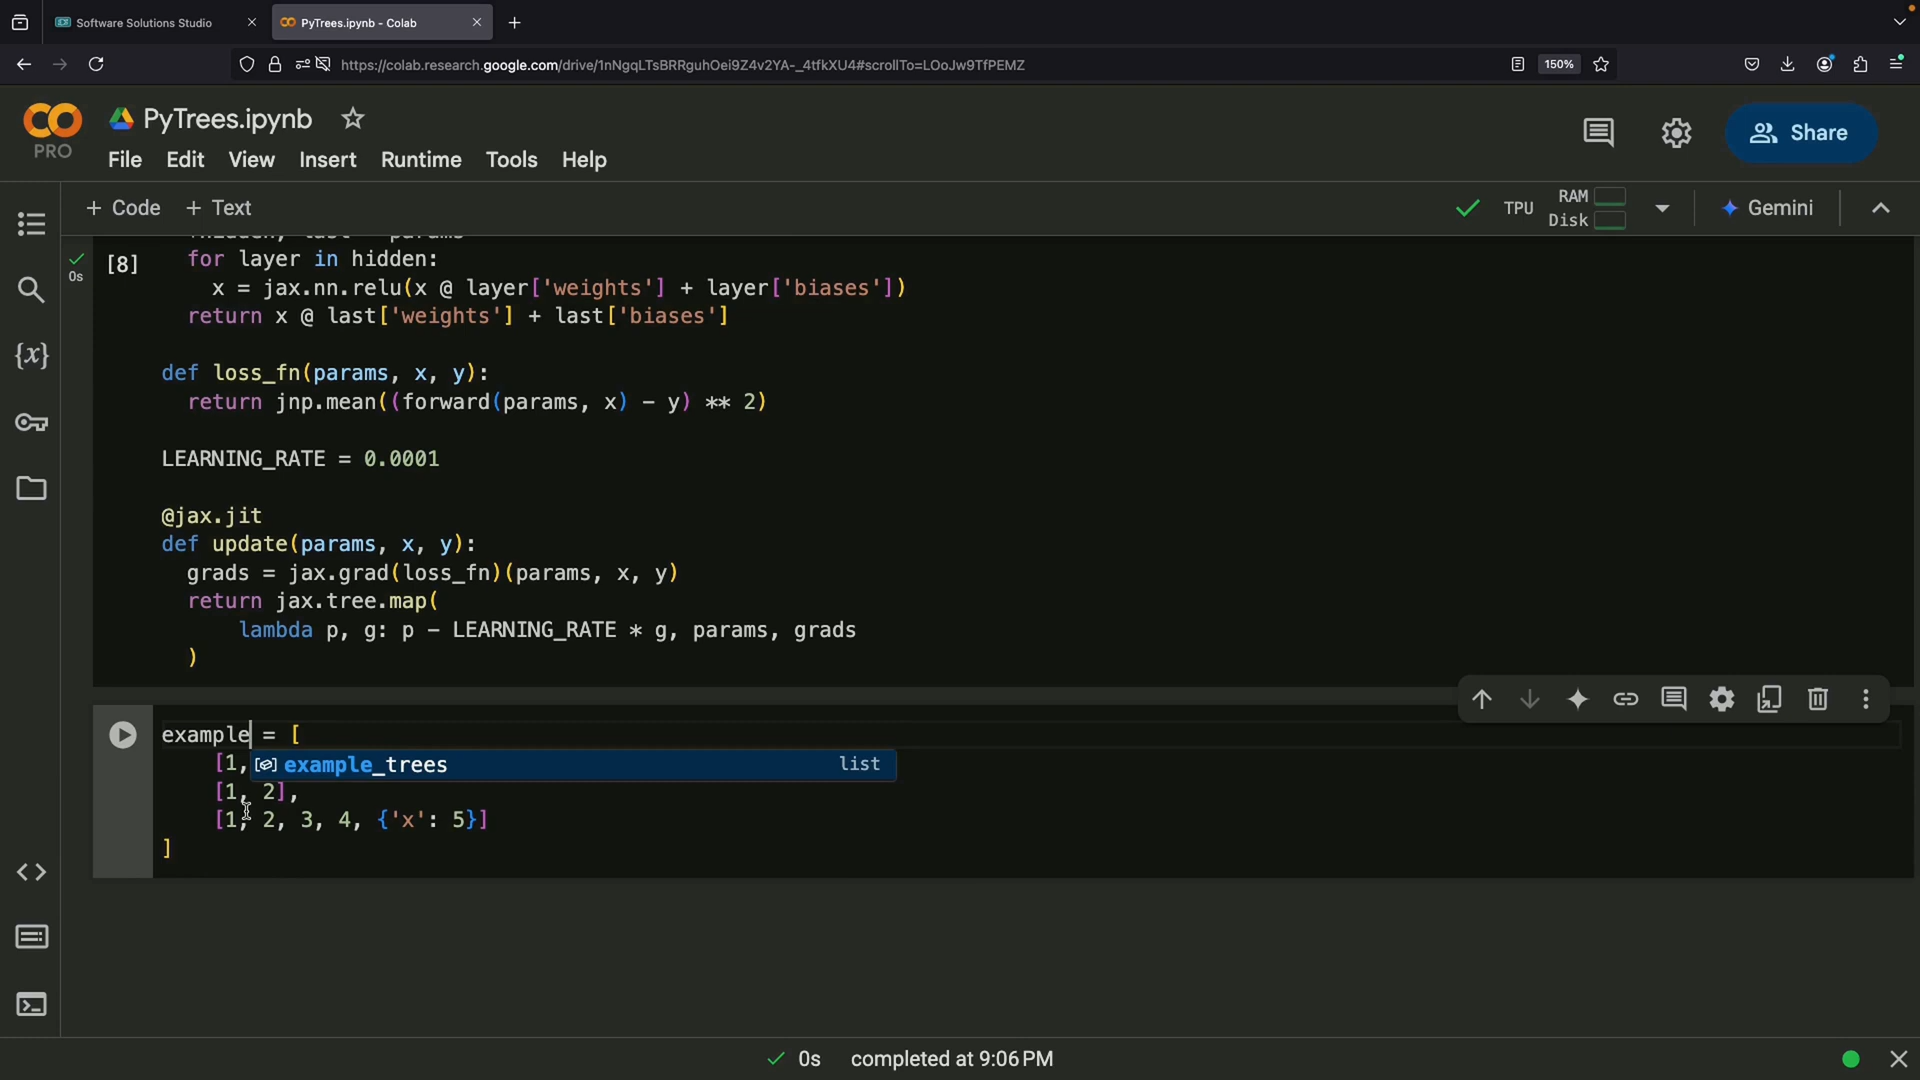 Software Solutions Studio
PyTrees.ipynb - Colab
https://colab.research.google.com/drive/1nNgqLTsBRRguhOei9Z4v2YA-_4tfkXU4#scrollTo=LOoJw9TfPEMZ
150%
PRO
PyTrees.ipynb
File Edit View Insert Runtime Tools Help
Share
+ Code + Text
TPU
RAM
Disk
Gemini
0s
[8]
for layer in hidden:
x = jax.nn.relu(x @ layer['weights'] + layer['biases'])
return x @ last['weights'] + last['biases']
def loss_fn(params, x, y):
return jnp.mean((forward(params, x) - y) ** 2)
LEARNING_RATE = 0.0001
@jax.jit
def update(params, x, y):
grads = jax.grad(loss_fn)(params, x, y)
return jax.tree.map(
lambda p, g: p - LEARNING_RATE * g, params, grads
)
example = [
[1,
example_trees list
[1, 2],
[1, 2, 3, 4, {'x': 5}]
]
{x}
0s completed at 9:06 PM